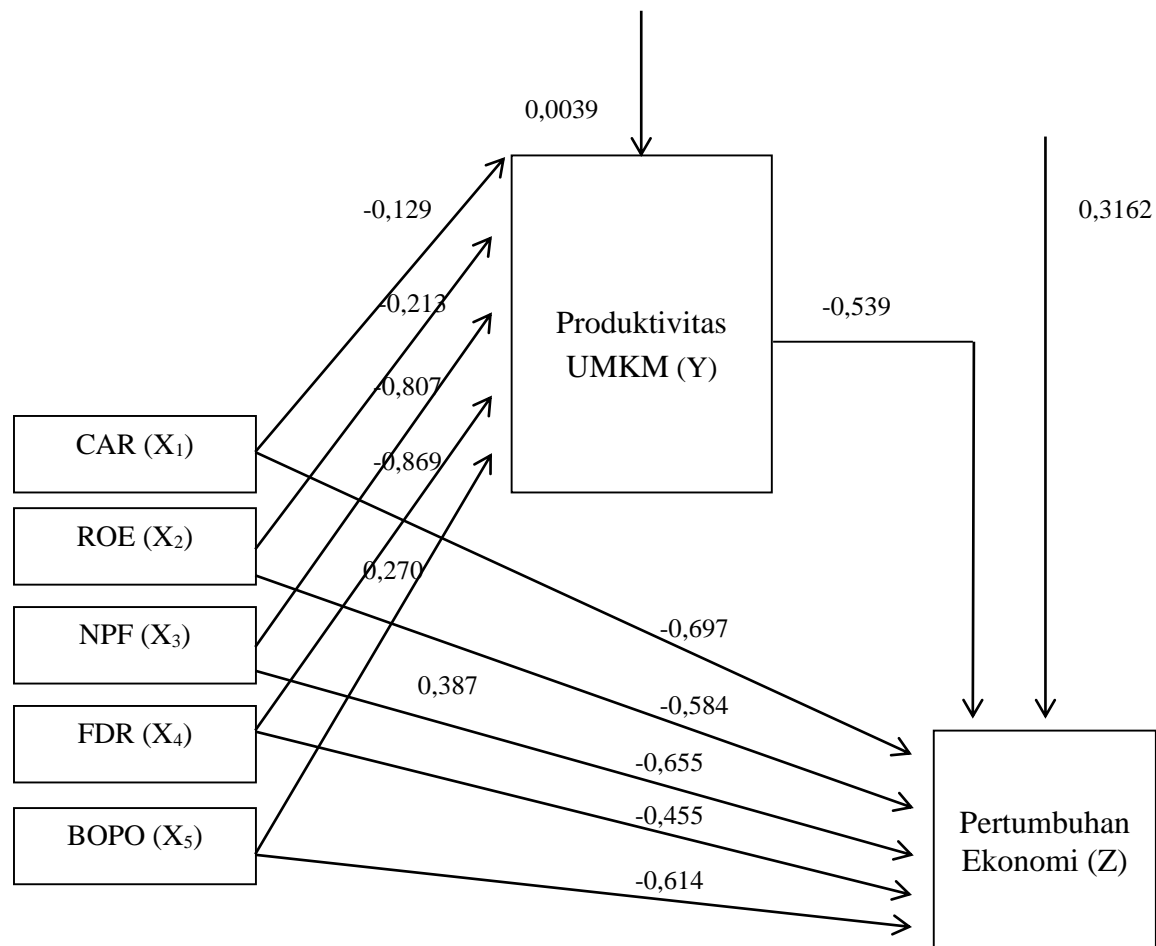 0,0039
-0,129
0,3162
-0,213
-0,539
Produktivitas
UMKM (Y)
-0,807
CAR (X₁)
-0,869
ROE (X₂)
0,270
NPF (X₃)
-0,697
0,387
-0,584
FDR (X₄)
-0,655
-0,455
BOPO (X₅)
Pertumbuhan
Ekonomi (Z)
-0,614